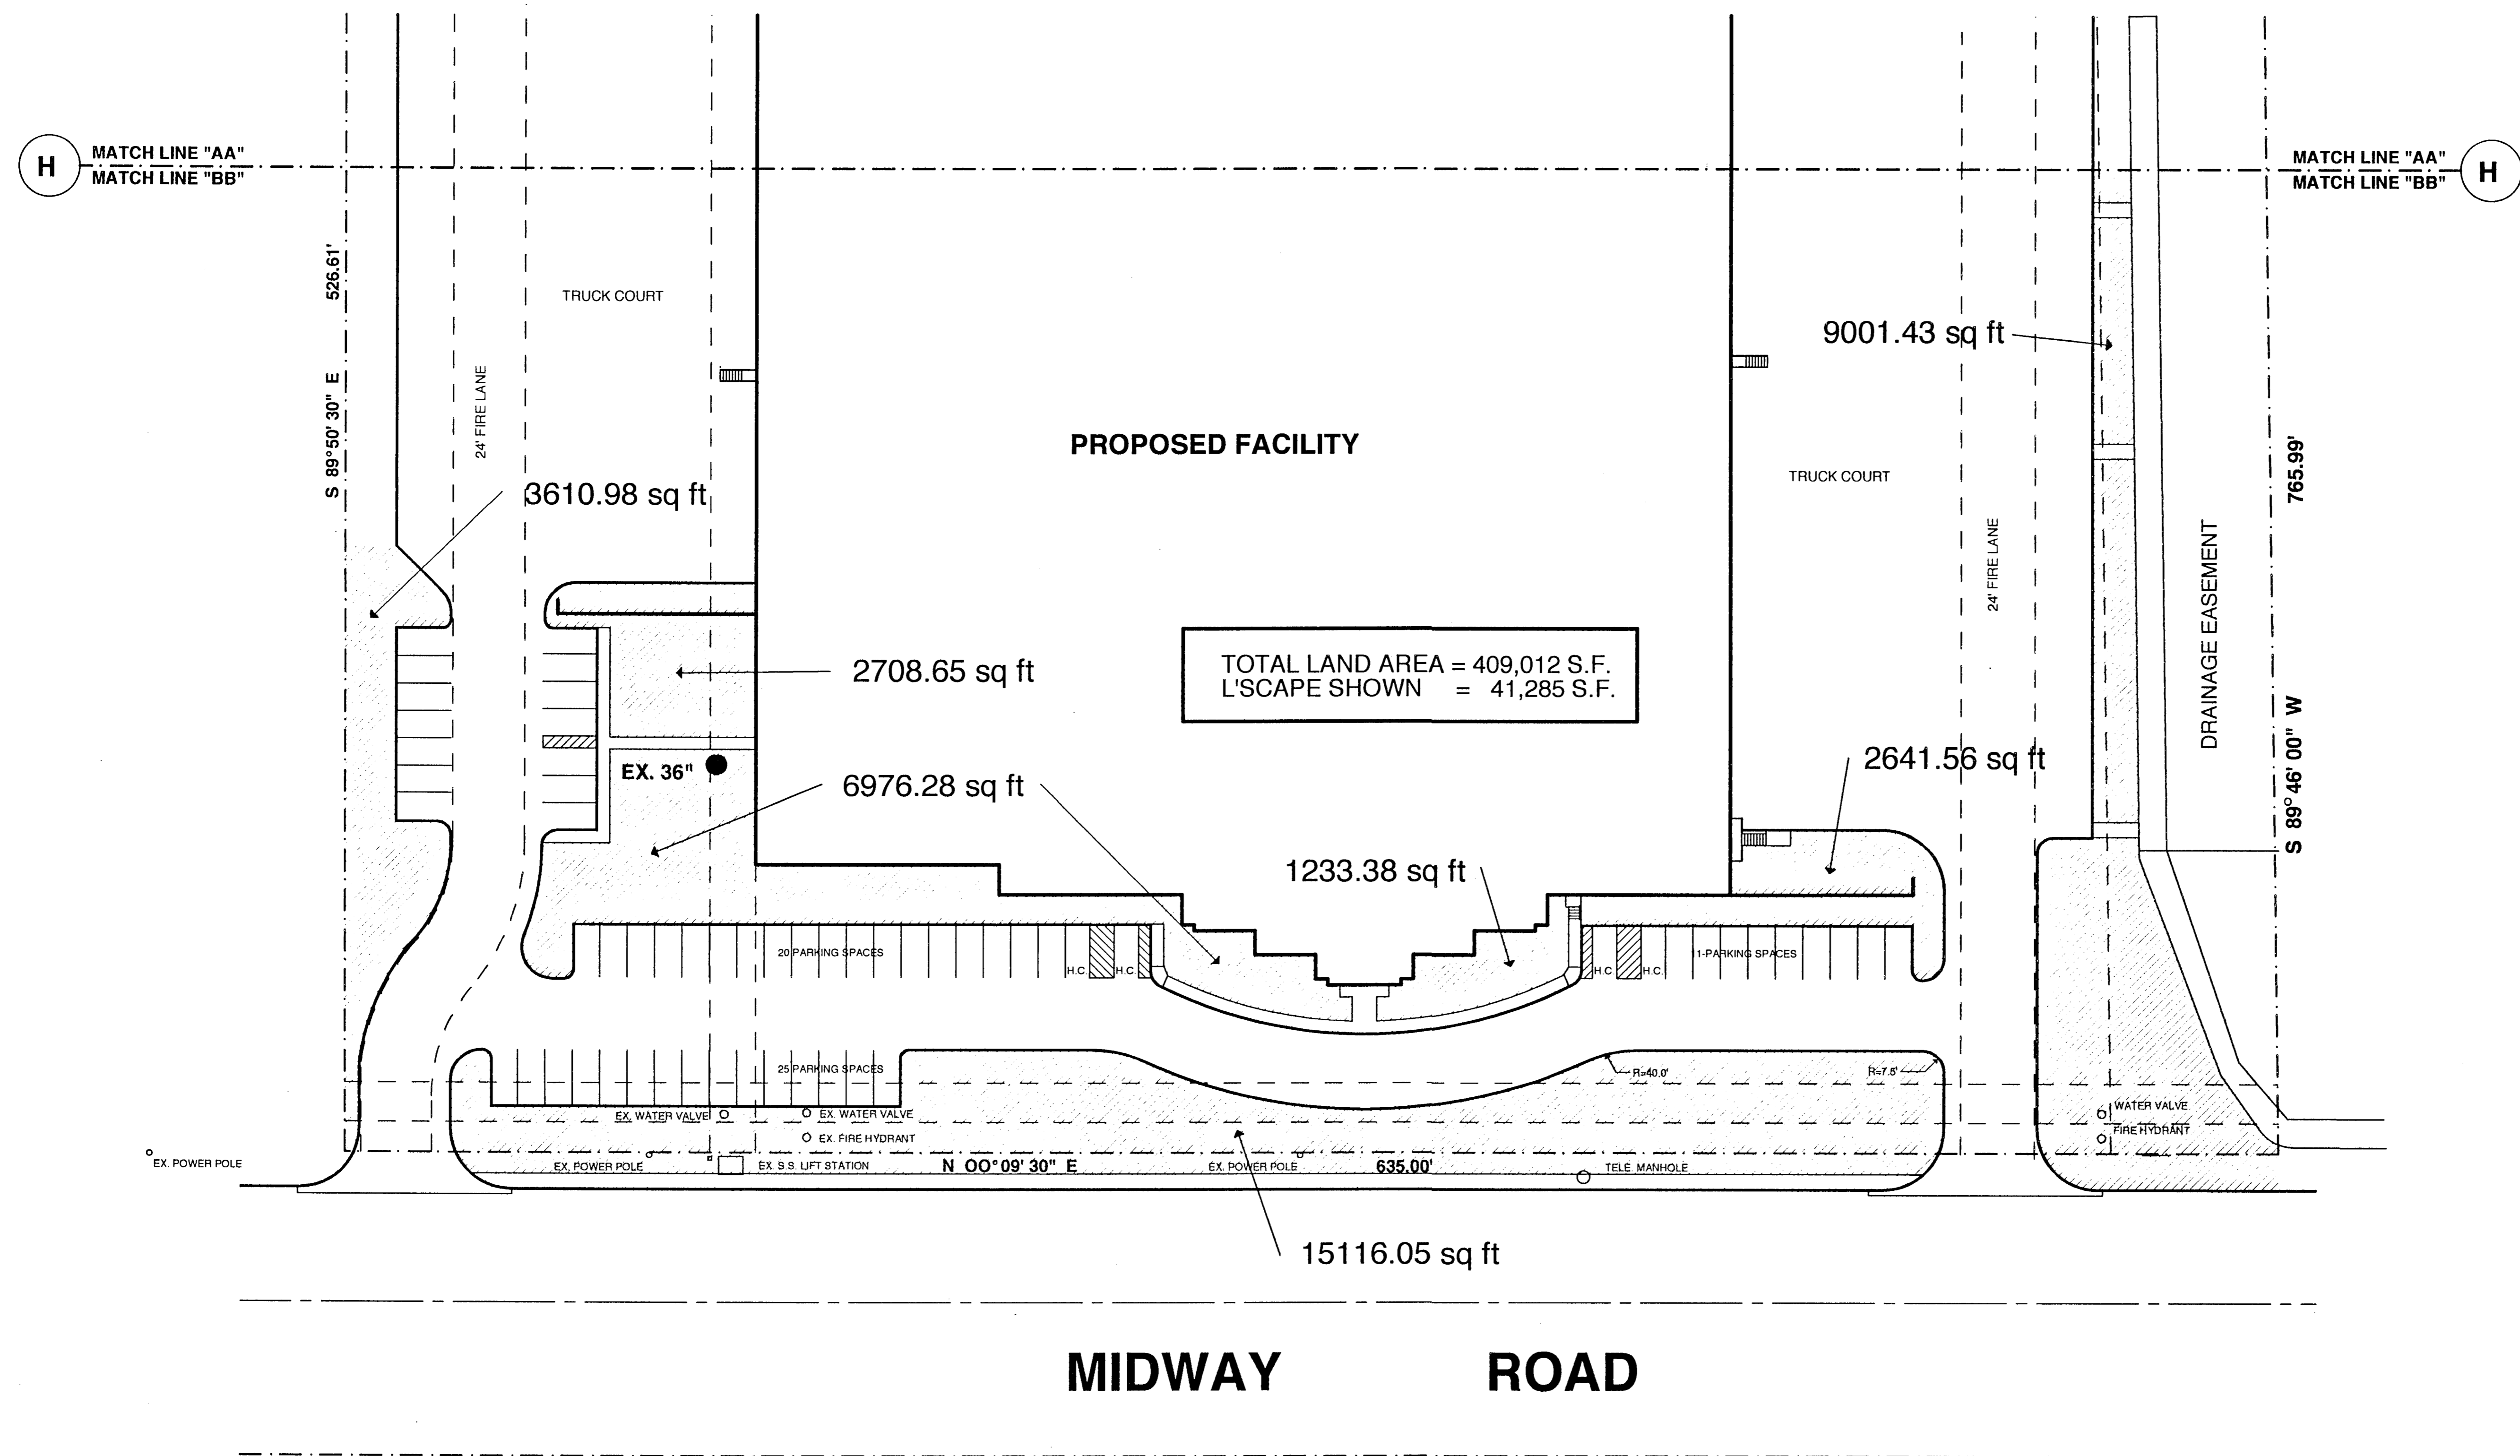 H
MATCH LINE "AA"
MATCH LINE "BB"
MATCH LINE "AA"
MATCH LINE "BB"
H
S 89°50' 30" E 526.61'
24' FIRE LANE
TRUCK COURT
3610.98 sq ft
PROPOSED FACILITY
9001.43 sq ft
TRUCK COURT
24' FIRE LANE
DRAINAGE EASEMENT
S 89°46' 00" W 765.99'
2708.65 sq ft
TOTAL LAND AREA = 409,012 S.F.
L'SCAPE SHOWN = 41,285 S.F.
EX. 36"
6976.28 sq ft
2641.56 sq ft
1233.38 sq ft
20 PARKING SPACES
H.C.
H.C.
H.C.
H.C.
11-PARKING SPACES
25 PARKING SPACES
R=40.0'
R=7.5'
EX. WATER VALVE
EX. WATER VALVE
WATER VALVE
EX. FIRE HYDRANT
FIRE HYDRANT
EX. POWER POLE
EX. POWER POLE
EX. S.S. LIFT STATION
N OO°09' 30" E
EX. POWER POLE
635.00'
TELE. MANHOLE
15116.05 sq ft
MIDWAY ROAD